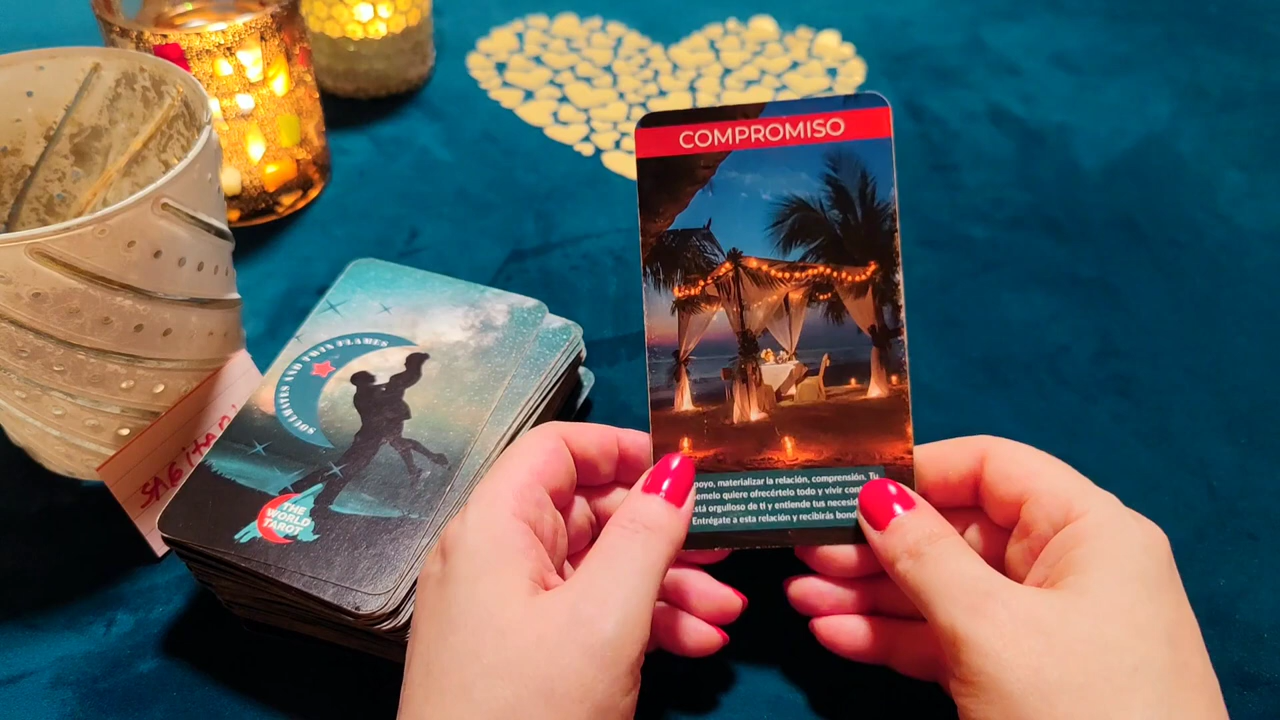 COMPROMISO
poyo, materializar la relación, comprensión. Tu
emelo quiere ofrecértelo todo y vivir con
stá orgulloso de ti y entiende tus necesid
Entrégate a esta relación y recibirás bond
SOULMATES AND TWIN FLAMES
THE
WORLD
TAROT
SAGITARI